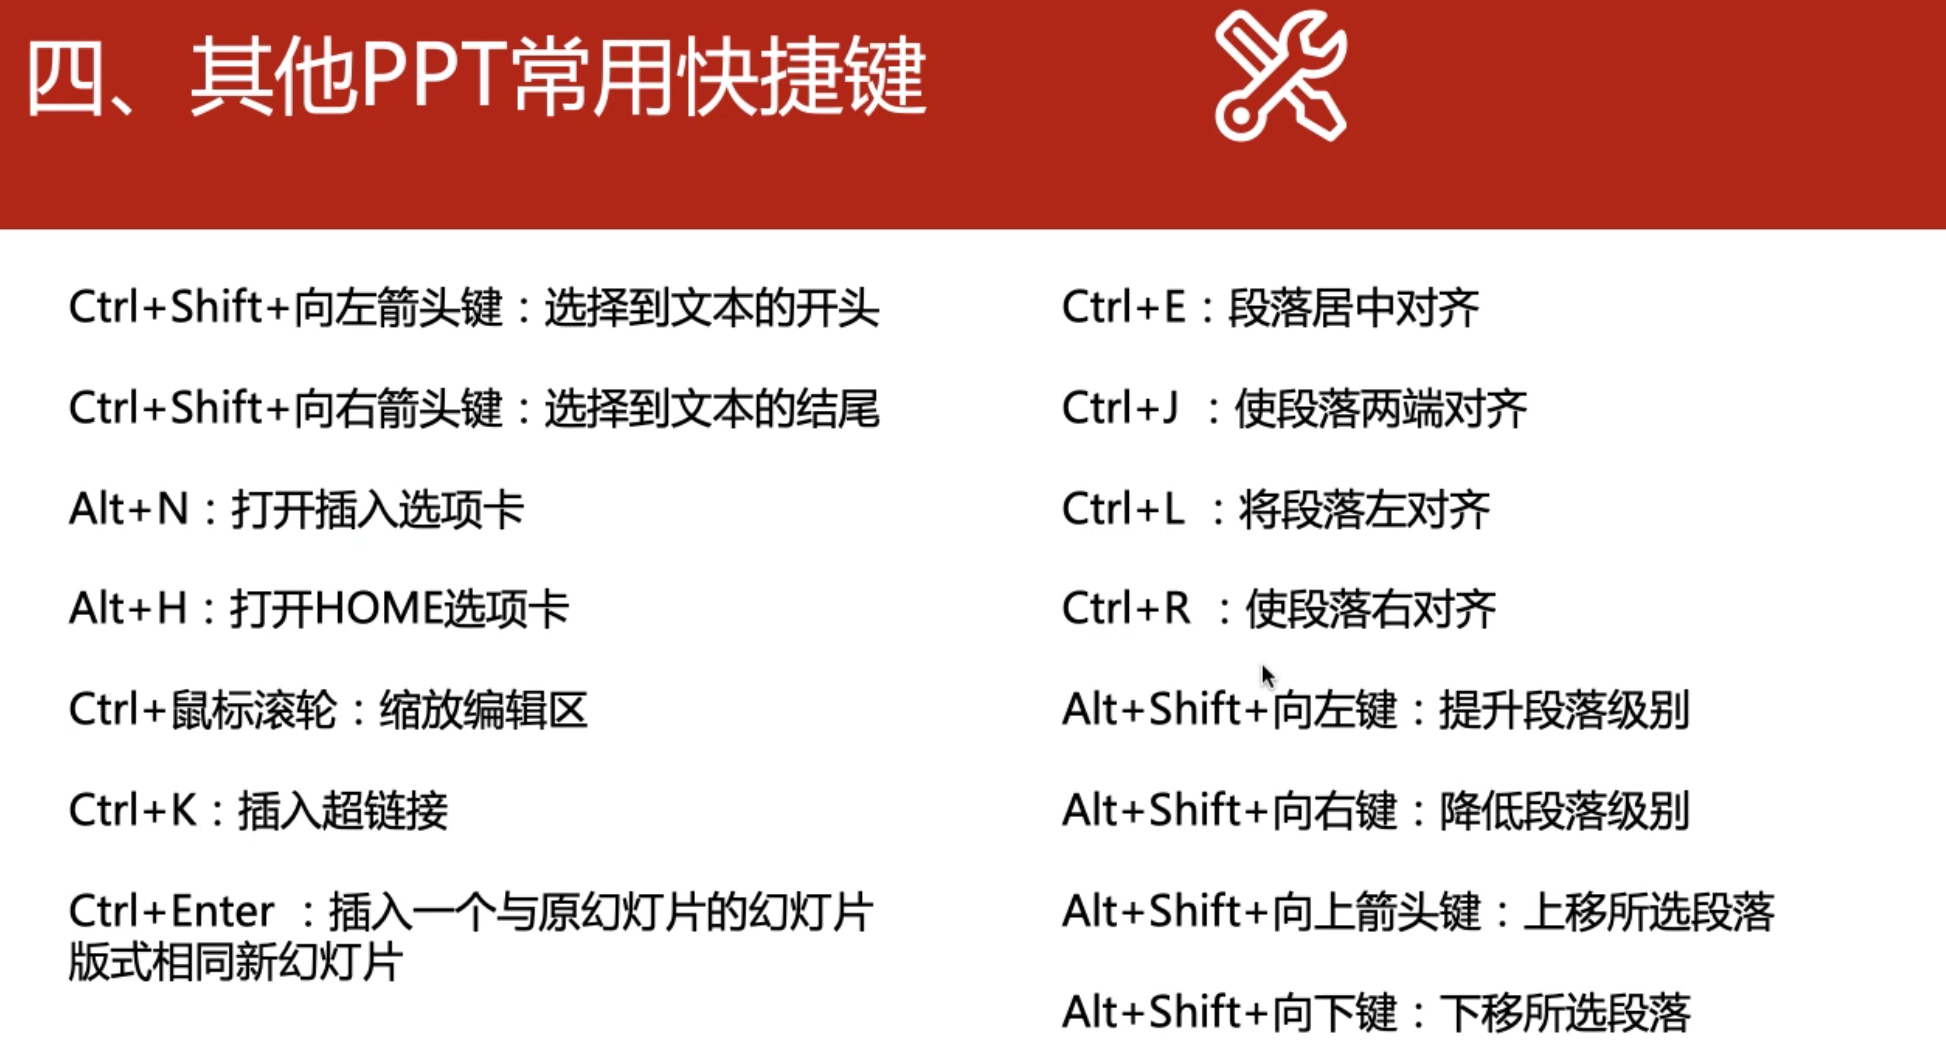 四、其他PPT常用快捷键
Ctrl+Shift+向左箭头键：选择到文本的开头
Ctrl+Shift+向右箭头键：选择到文本的结尾
Alt+N：打开插入选项卡
Alt+H：打开HOME选项卡
Ctrl+鼠标滚轮：缩放编辑区
Ctrl+K：插入超链接
Ctrl+Enter ：插入一个与原幻灯片的幻灯片
版式相同新幻灯片
Ctrl+E：段落居中对齐
Ctrl+J ：使段落两端对齐
Ctrl+L ：将段落左对齐
Ctrl+R ：使段落右对齐
Alt+Shift+向左键：提升段落级别
Alt+Shift+向右键：降低段落级别
Alt+Shift+向上箭头键：上移所选段落
Alt+Shift+向下键：下移所选段落